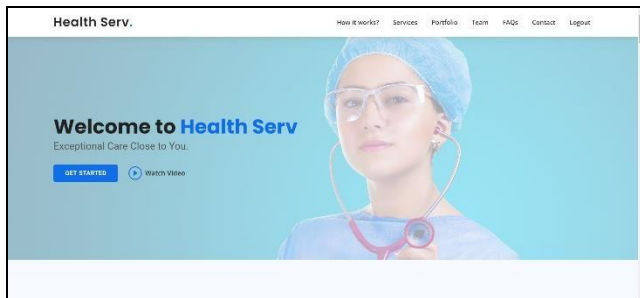 Health Serv.
How it works? Services Portfolio Team FAQs Contact Logout
Welcome to Health Serv
Exceptional Care Close to You.
GET STARTED Watch Video